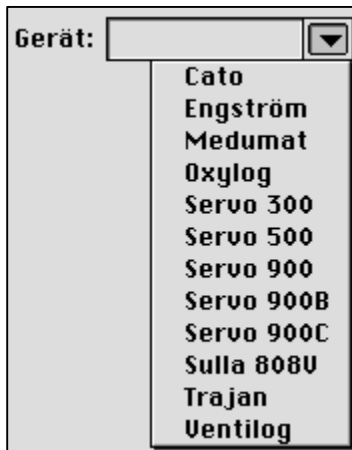 Gerät:
Cato
Engström
Medumat
Oxylog
Servo 300
Servo 500
Servo 900
Servo 900B
Servo 900C
Sulla 808V
Trajan
Ventilog